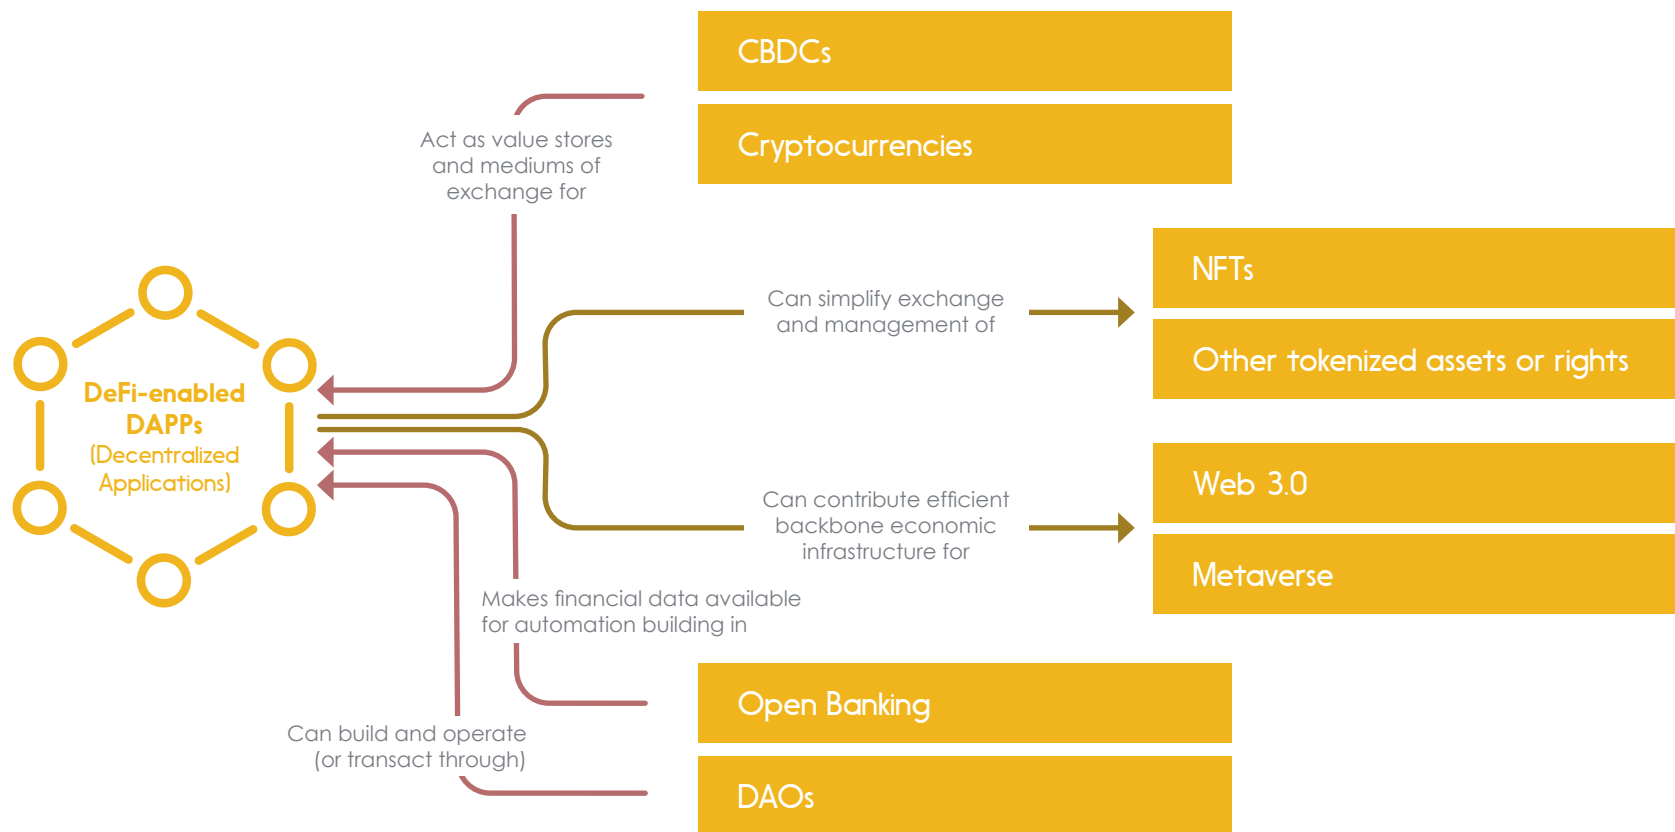 CBDCs
Cryptocurrencies
Act as value stores
and mediums of
exchange for
NFTs
Other tokenized assets or rights
Can simplify exchange
and management of
DeFi-enabled
DAPPs
(Decentralized
Applications)
Web 3.0
Metaverse
Can contribute efficient
backbone economic
infrastructure for
Makes financial data available
for automation building in
Open Banking
Can build and operate
(or transact through)
DAOs